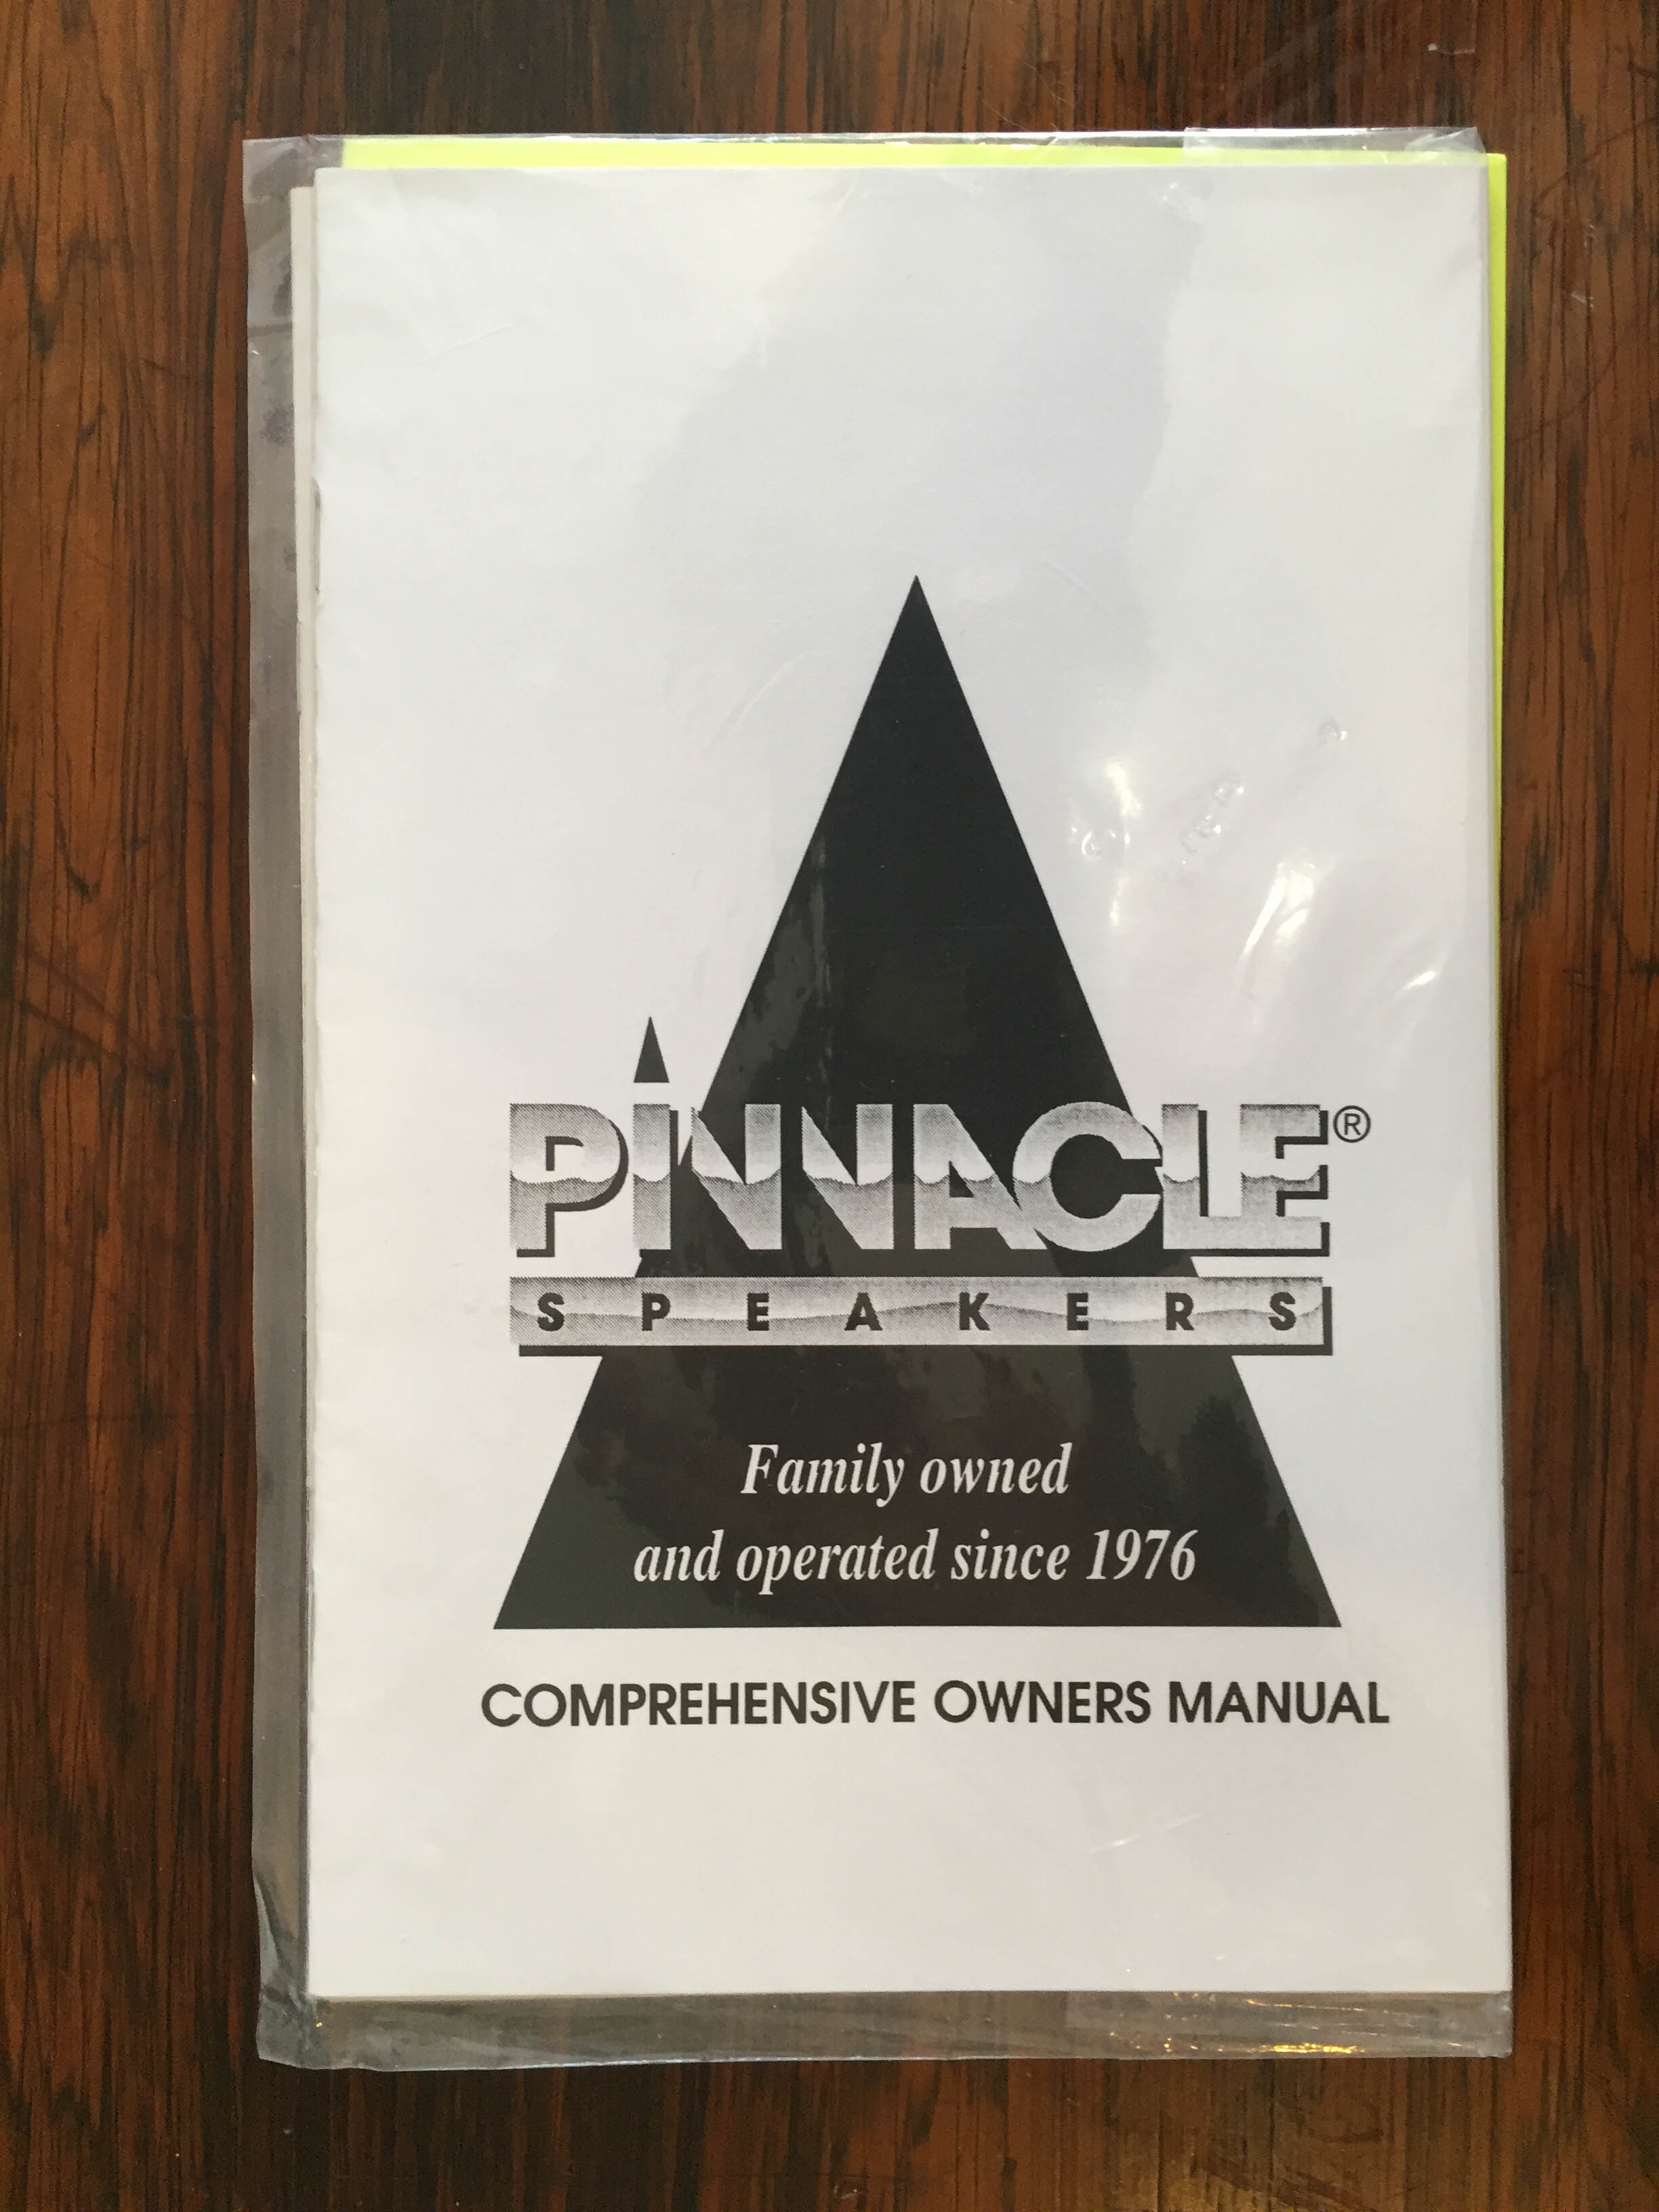 PiNNACLE®
SPEAKERS
Family owned
and operated since 1976
COMPREHENSIVE OWNERS MANUAL